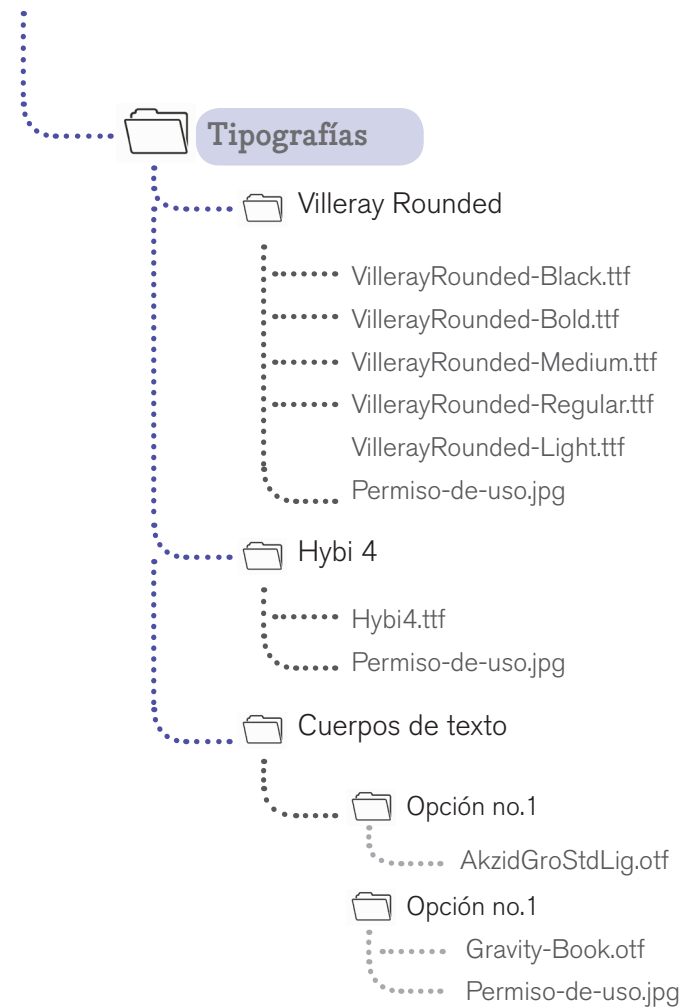 Tipografías
Villeray Rounded
VillerayRounded-Black.ttf
VillerayRounded-Bold.ttf
VillerayRounded-Medium.ttf
VillerayRounded-Regular.ttf
VillerayRounded-Light.ttf
Permiso-de-uso.jpg
Hybi 4
Hybi4.ttf
Permiso-de-uso.jpg
Cuerpos de texto
Opción no.1
AkzidGroStdLig.otf
Opción no.1
Gravity-Book.otf
Permiso-de-uso.jpg